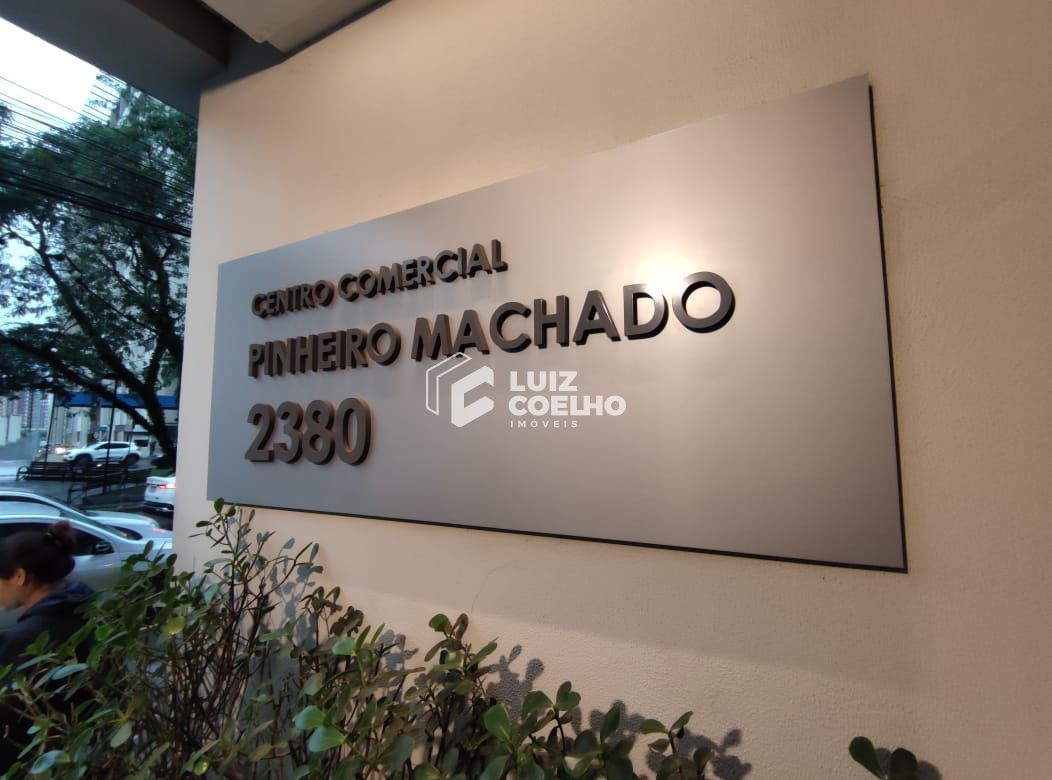 CENTRO COMERCIAL
PINHEIRO MACHADO
2380
LUIZ
COELHO
IMÓVEIS